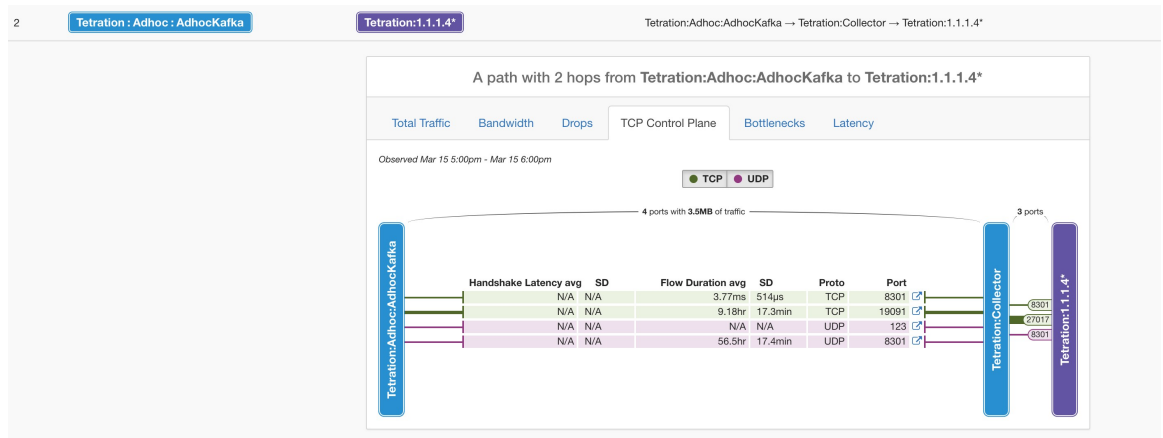 2 Tetration : Adhoc : AdhocKafka Tetration:1.1.1.4* Tetration:Adhoc:AdhocKafka → Tetration:Collector → Tetration:1.1.1.4*
A path with 2 hops from Tetration:Adhoc:AdhocKafka to Tetration:1.1.1.4*
Total Traffic Bandwidth Drops TCP Control Plane Bottlenecks Latency
Observed Mar 15 5:00pm - Mar 15 6:00pm
TCP UDP
4 ports with 3.5MB of traffic 3 ports
Tetration:Adhoc:AdhocKafka
Handshake Latency avg SD Flow Duration avg SD Proto Port
N/A N/A 3.77ms 514µs TCP 8301
N/A N/A 9.18hr 17.3min TCP 19091
N/A N/A N/A N/A UDP 123
N/A N/A 56.5hr 17.4min UDP 8301
Tetration:Collector
8301
27017
8301
Tetration:1.1.1.4*